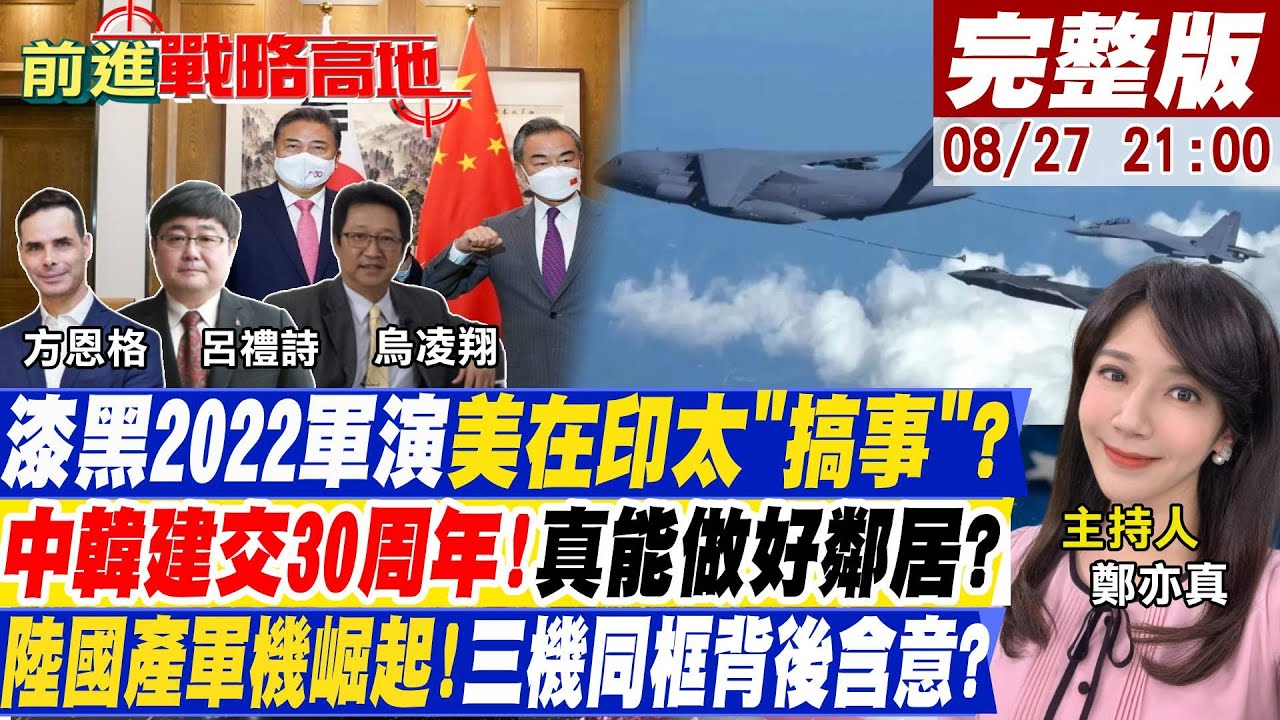 前進戰略高地
完整版
08/27 21:00
方恩格
呂禮詩
烏凌翔
漆黑2022軍演美在印太"搞事"?
中韓建交30周年!真能做好鄰居?
陸國產軍機崛起!三機同框背後含意?
主持人
鄭亦真